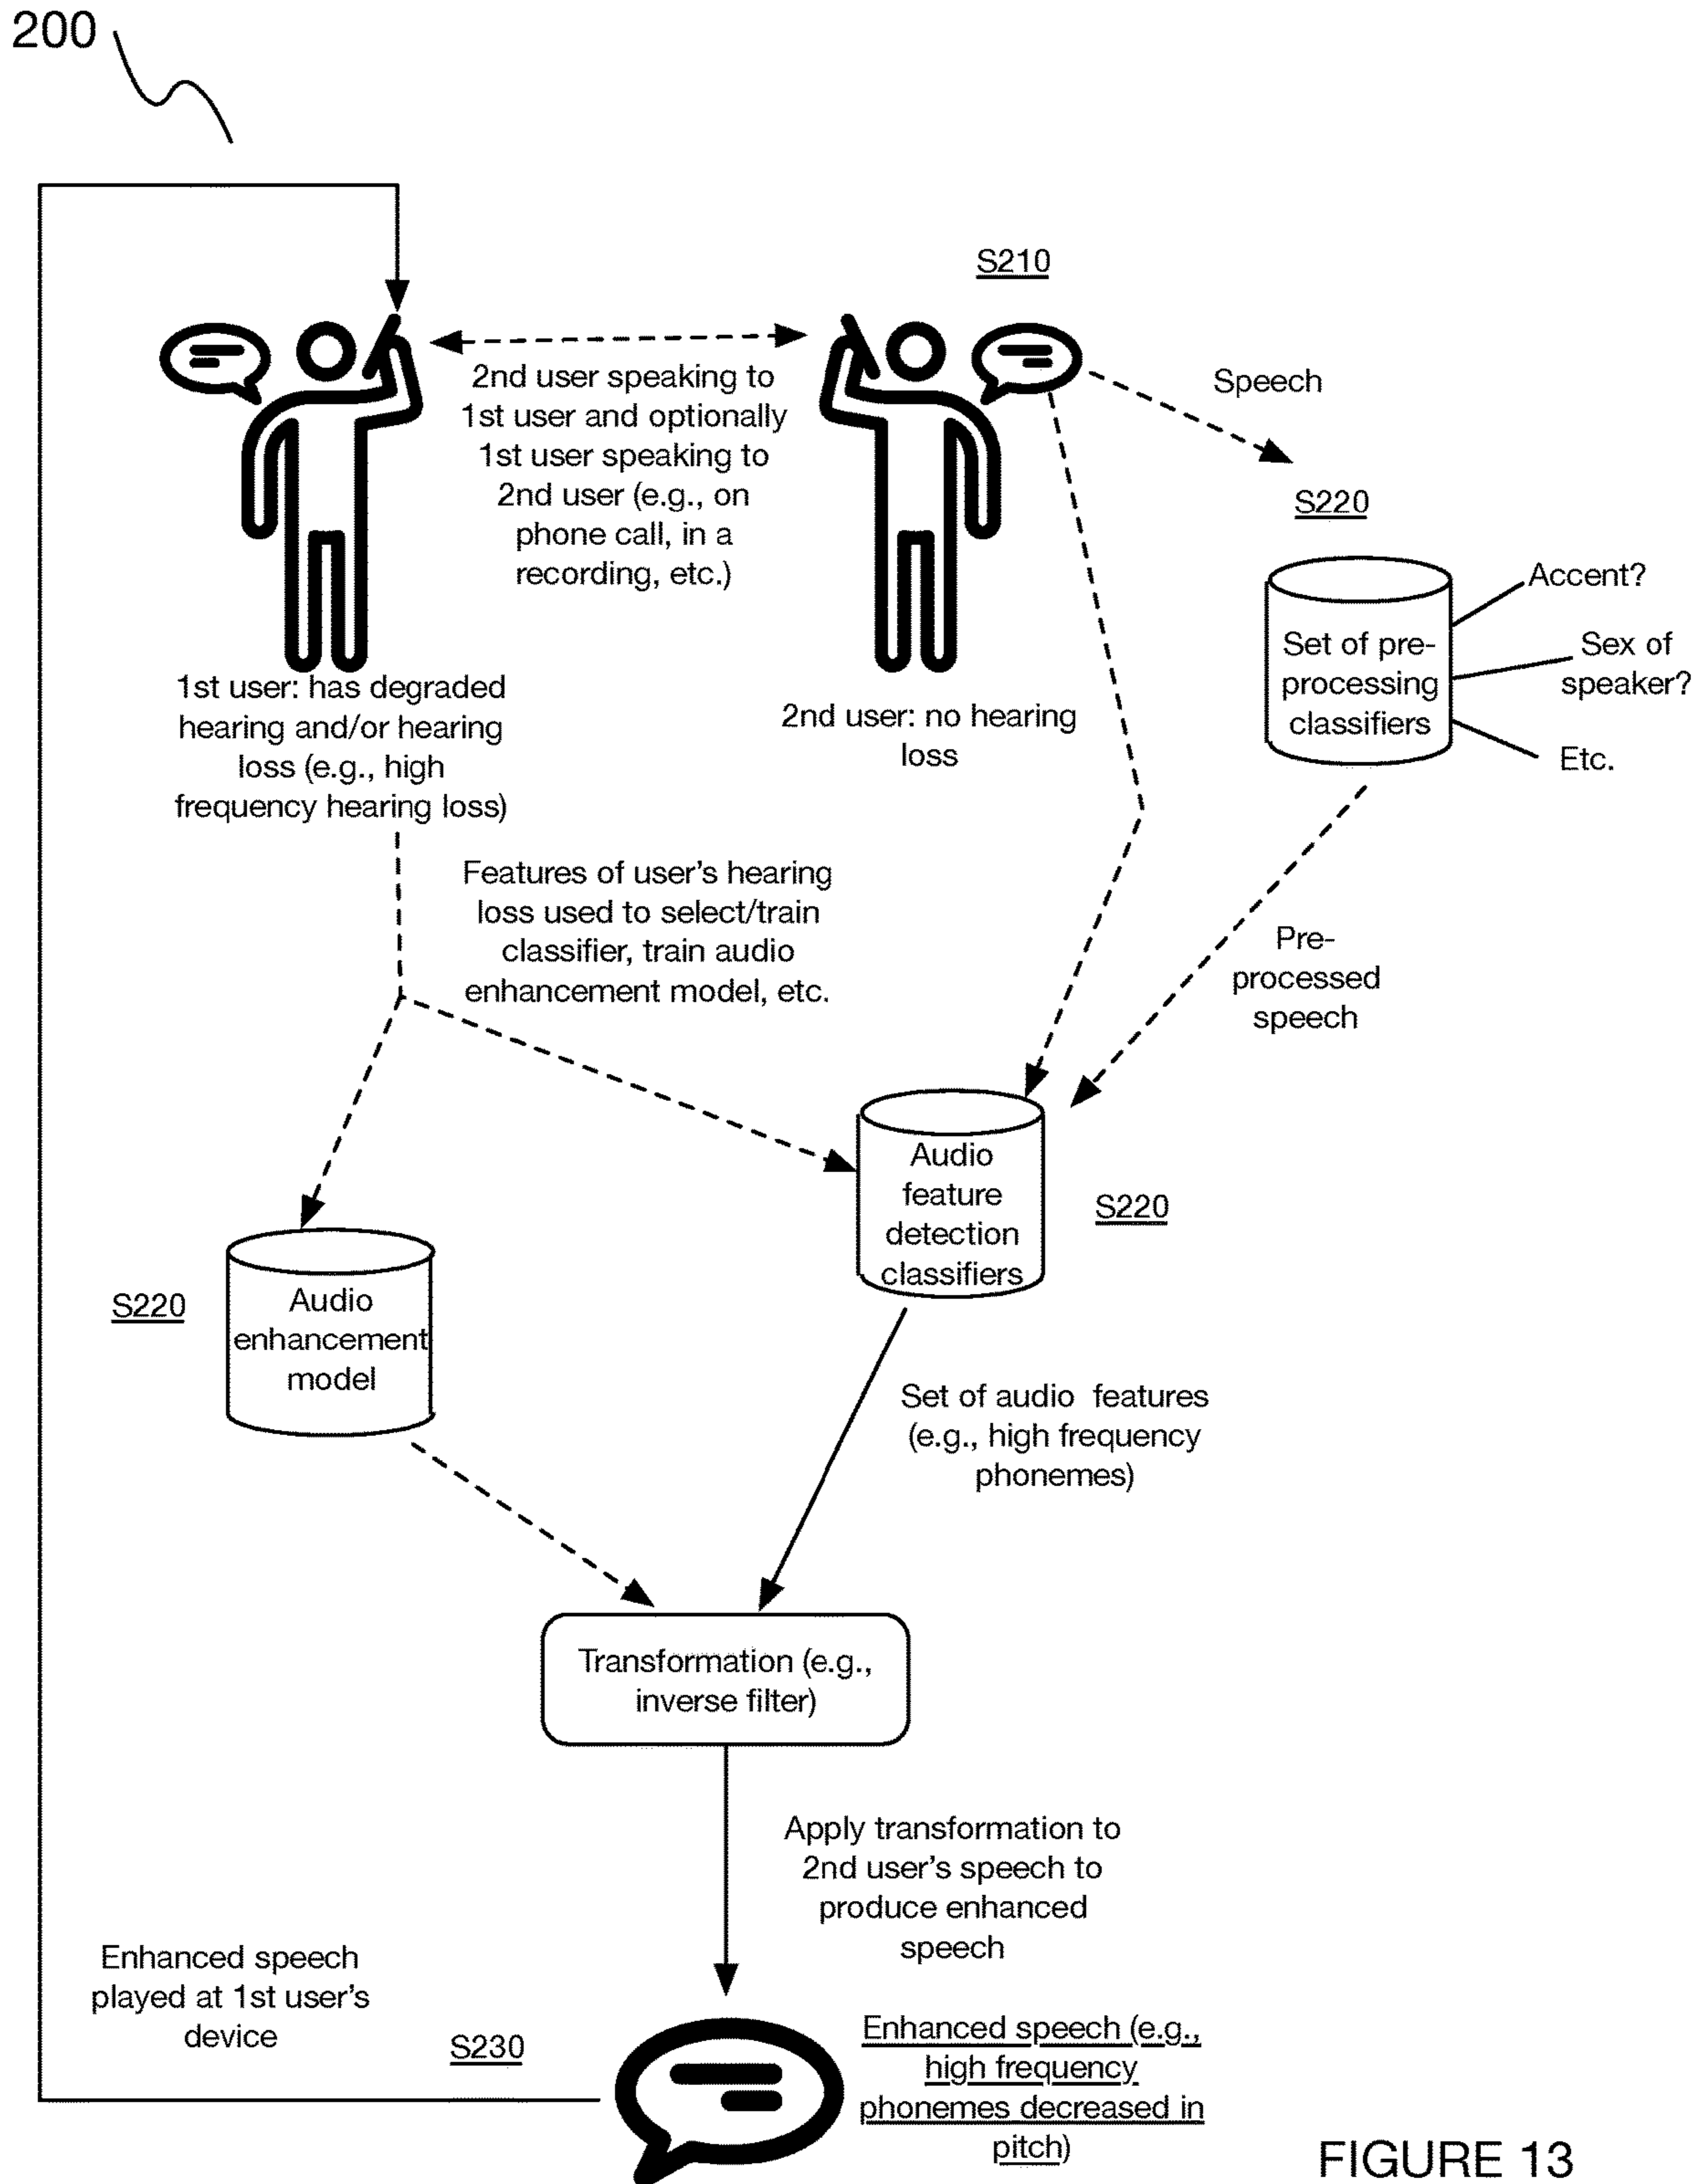 200
S210
2nd user speaking to
1st user and optionally
1st user speaking to
2nd user (e.g., on
phone call, in a
recording, etc.)
Speech
S220
Set of pre-
processing
classifiers
Accent?
Sex of
speaker?
Etc.
1st user: has degraded
hearing and/or hearing
loss (e.g., high
frequency hearing loss)
2nd user: no hearing
loss
Features of user's hearing
loss used to select/train
classifier, train audio
enhancement model, etc.
Pre-
processed
speech
Audio
feature
detection
classifiers
S220
S220
Audio
enhancement
model
Set of audio features
(e.g., high frequency
phonemes)
Transformation (e.g.,
inverse filter)
Apply transformation to
2nd user's speech to
produce enhanced
speech
Enhanced speech
played at 1st user's
device
S230
Enhanced speech (e.g.,
high frequency
phonemes decreased in
pitch)
FIGURE 13